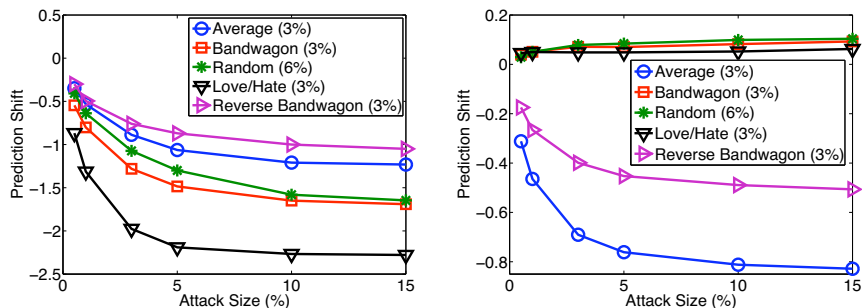 0.5
0
−0.5
−1
−1.5
−2
−2.5
Prediction Shift
Average (3%)
Bandwagon (3%)
Random (6%)
Love/Hate (3%)
Reverse Bandwagon (3%)
0
5
10
15
Attack Size (%)
0.2
0
−0.2
−0.4
−0.6
−0.8
Prediction Shift
Average (3%)
Bandwagon (3%)
Random (6%)
Love/Hate (3%)
Reverse Bandwagon (3%)
0
5
10
15
Attack Size (%)